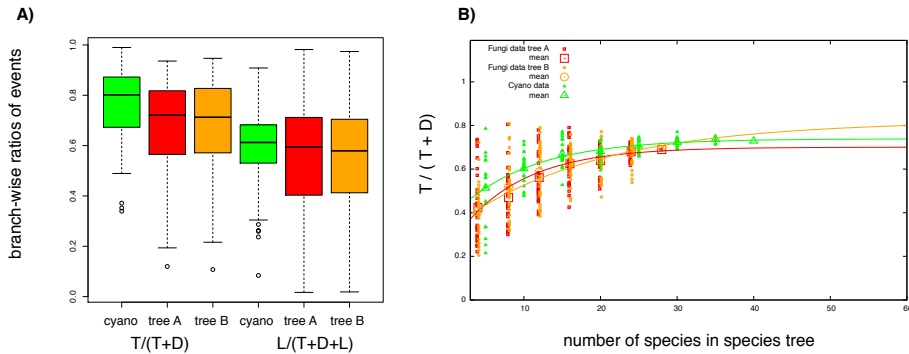 A)
branch-wise ratios of events
1.0
0.8
0.6
0.4
0.2
0.0
cyano tree A tree B cyano tree A tree B
T/(T+D) L/(T+D+L)
B)
T / ( T + D )
1
0.8
0.6
0.4
0.2
0
Fungi data tree A
mean
Fungi data tree B
mean
Cyano data
mean
10 20 30 40 50 60
number of species in species tree